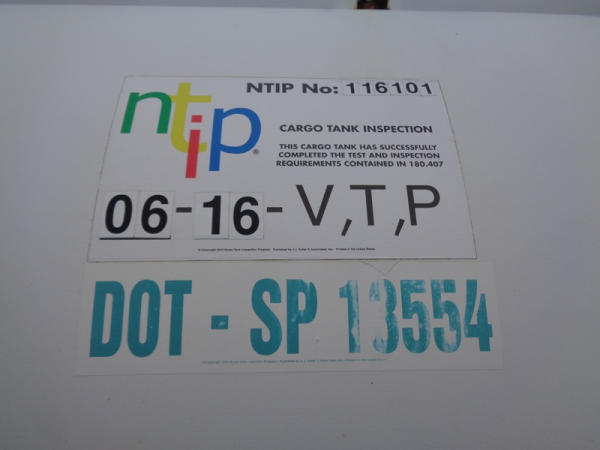 NTIP No: 116101
ntip®
CARGO TANK INSPECTION
THIS CARGO TANK HAS SUCCESSFULLY
COMPLETED THE TEST AND INSPECTION
REQUIREMENTS CONTAINED IN 180.407
06-16-V,T,P
DOT - SP 13554